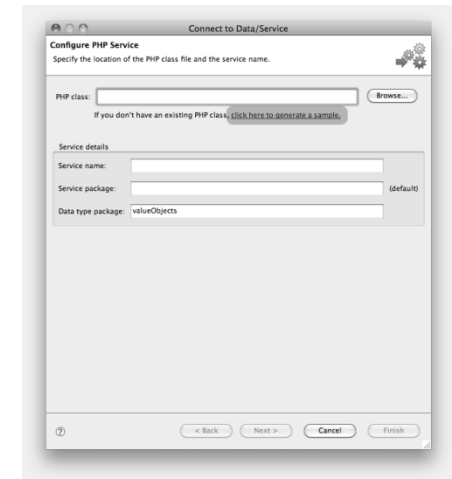 Connect to Data/Service
Configure PHP Service
Specify the location of the PHP class file and the service name.
PHP class:
Browse...
If you don't have an existing PHP class, click here to generate a sample.
Service details
Service name:
Service package:
(default)
Data type package: valueObjects
?
< Back
Next >
Cancel
Finish